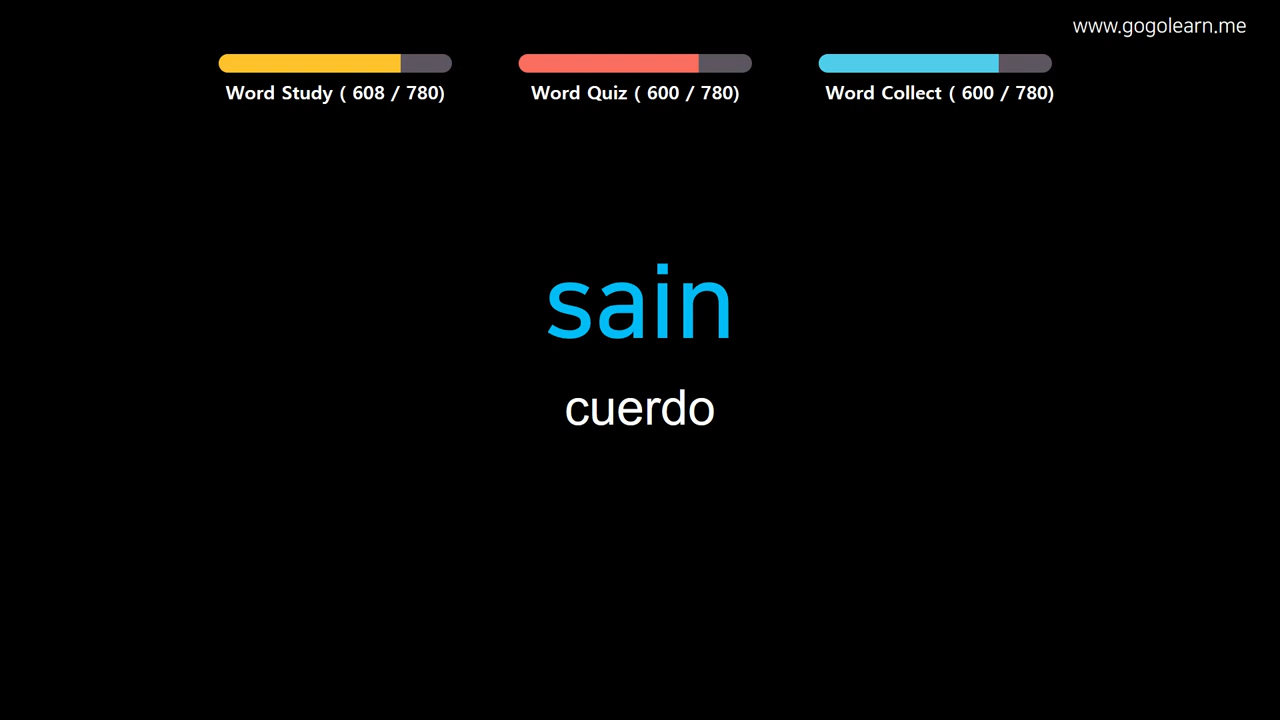 www.gogolearn.me
Word Study ( 608 / 780)
Word Quiz ( 600 / 780)
Word Collect ( 600 / 780)
sain
cuerdo